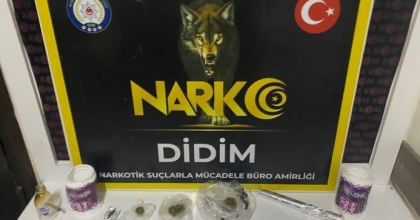 NARKO
DİDİM
NARKOTİK SUÇLARLA MÜCADELE BÜRO AMİRLİĞİ